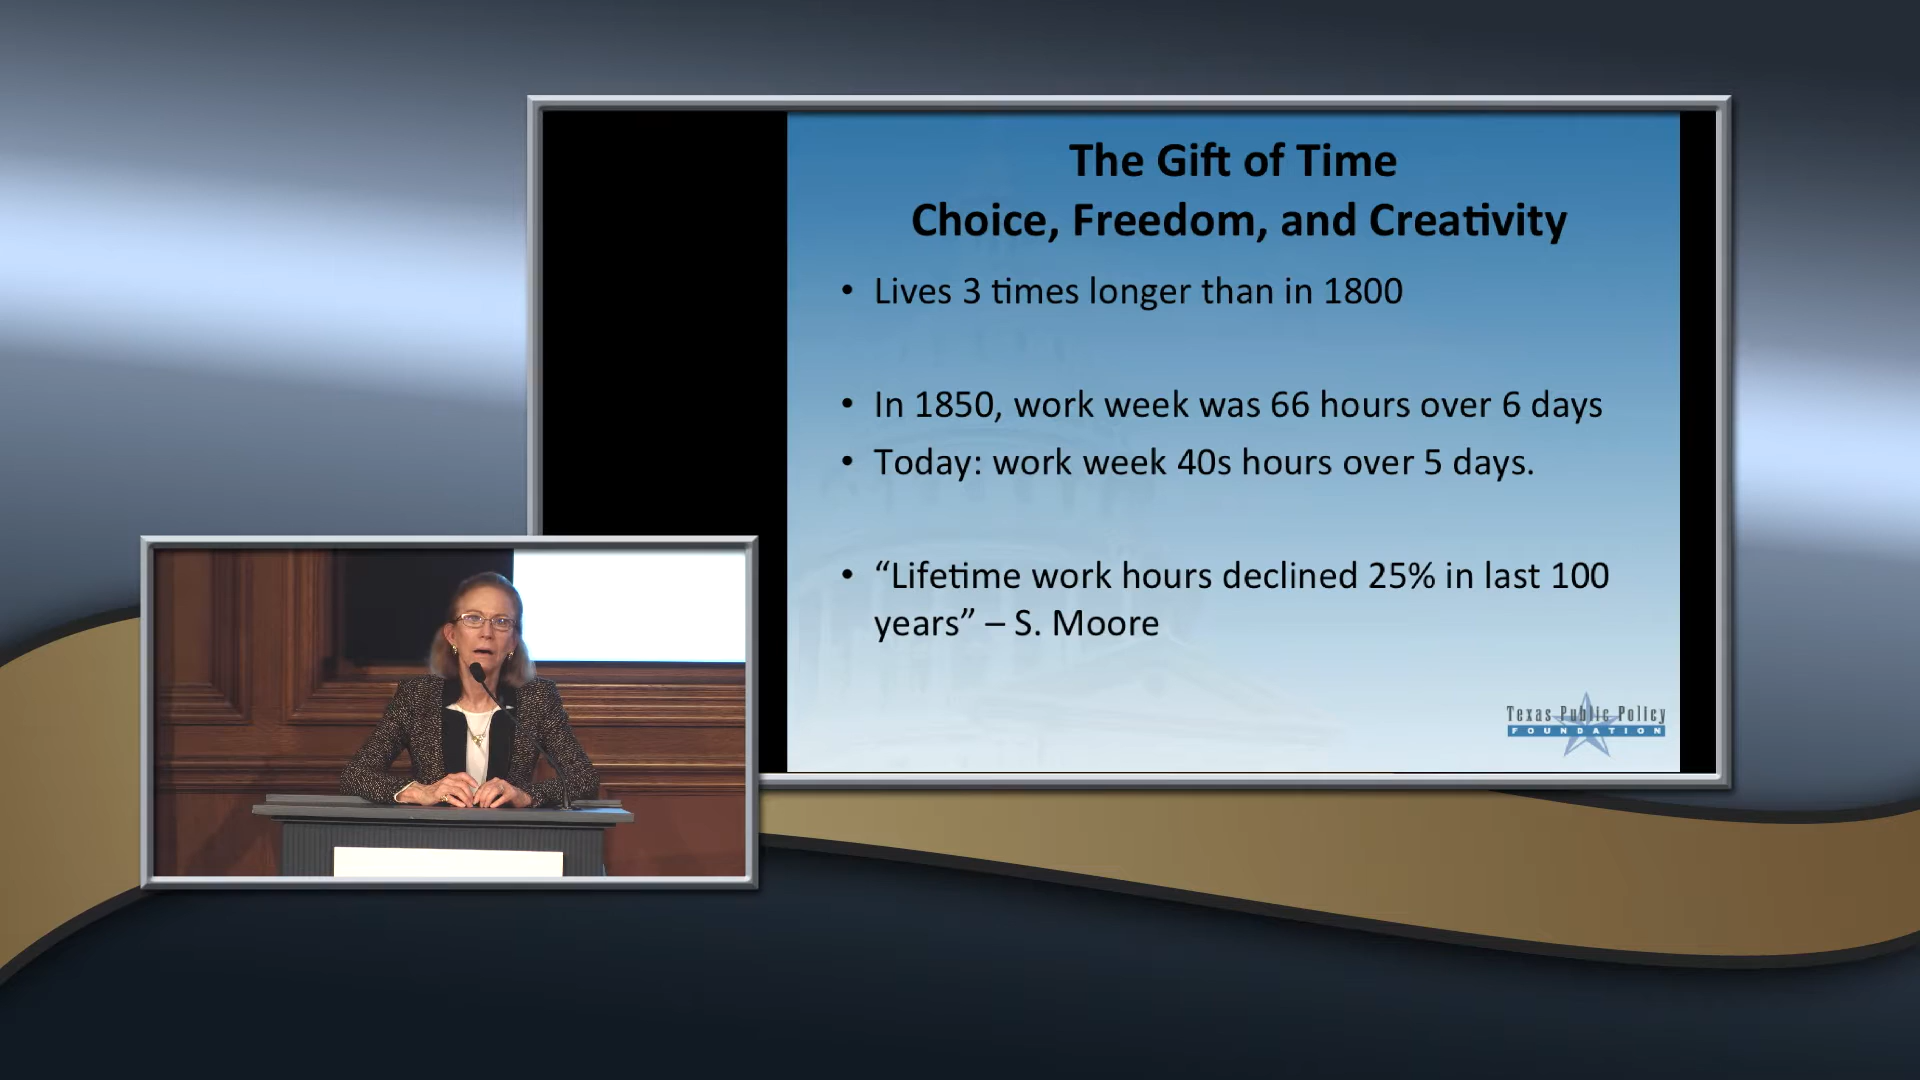 The Gift of Time
Choice, Freedom, and Creativity
• Lives 3 times longer than in 1800
• In 1850, work week was 66 hours over 6 days
• Today: work week 40s hours over 5 days.
• “Lifetime work hours declined 25% in last 100
years” – S. Moore
Texas Public Policy
FOUNDATION